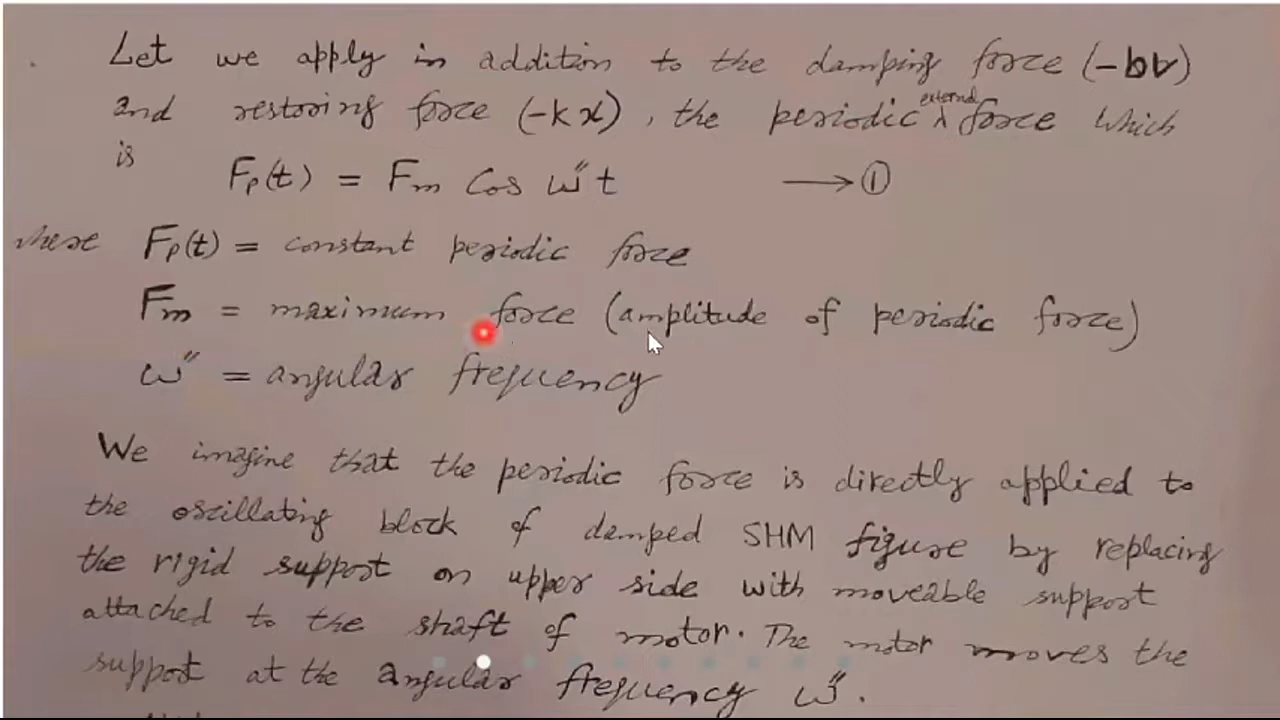 Let we apply in addition to the damping force (-bv)
and restoring force (-kx), the periodic external force which
is
Fₚ(t) = Fₘ Cos ω″t → ①
where Fₚ(t) = constant periodic force
Fₘ = maximum force (amplitude of periodic force)
ω″ = angular frequency
We imagine that the periodic force is directly applied to
the oscillating block of damped SHM figure by replacing
the rigid support on upper side with moveable support
attached to the shaft of motor. The motor moves the
support at the angular frequency ω″.